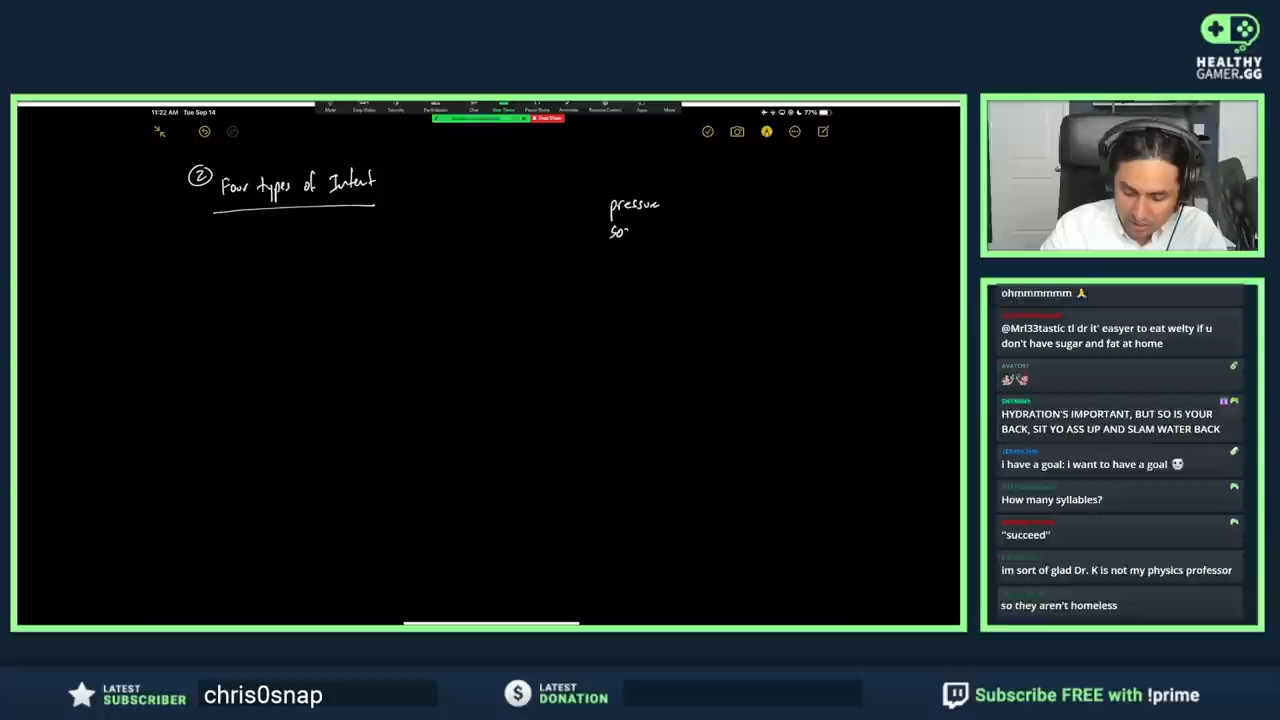 HEALTHY
GAMER.GG
11:22 AM Tue Sep 14
77%
② Four types of Intent
pressure
so
ohmmmmmm 🙏
@Mrl33tastic tl dr it' easyer to eat welty if u
don't have sugar and fat at home
HYDRATION'S IMPORTANT, BUT SO IS YOUR
BACK, SIT YO ASS UP AND SLAM WATER BACK
i have a goal: i want to have a goal
How many syllables?
"succeed"
im sort of glad Dr. K is not my physics professor
so they aren't homeless
LATEST
SUBSCRIBER
chris0snap
LATEST
DONATION
Subscribe FREE with !prime